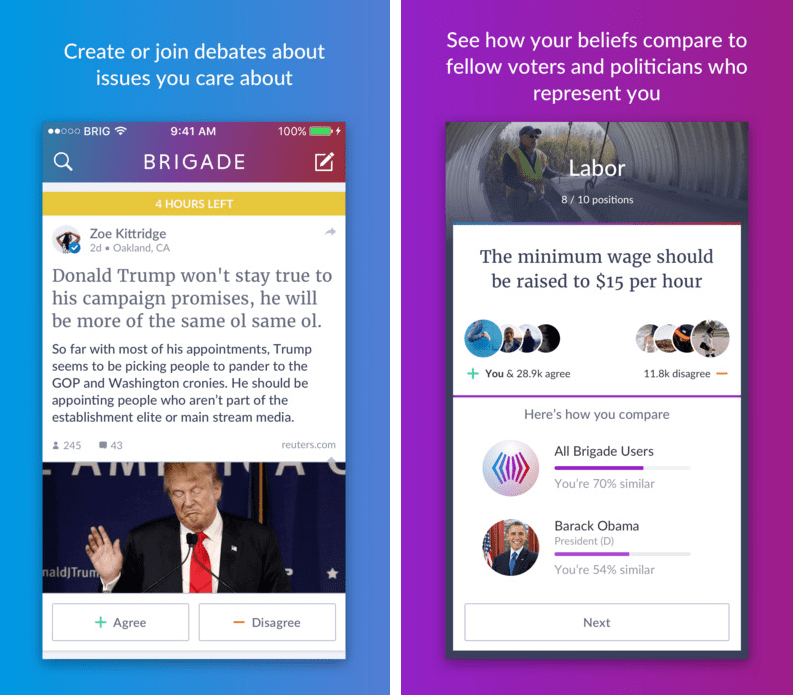 Create or join debates about
issues you care about
BRIG
9:41 AM
100%
BRIGADE
4 HOURS LEFT
Zoe Kittridge
2d • Oakland, CA
Donald Trump won't stay true to
his campaign promises, he will
be more of the same ol same ol.
So far with most of his appointments, Trump
seems to be picking people to pander to the
GOP and Washington cronies. He should be
appointing people who aren't part of the
establishment elite or main stream media.
245
43
reuters.com
AMERICA
naldJTrum
+ Agree
− Disagree
See how your beliefs compare to
fellow voters and politicians who
represent you
Labor
8 / 10 positions
The minimum wage should
be raised to $15 per hour
+ You & 28.9k agree
11.8k disagree −
Here's how you compare
All Brigade Users
You're 70% similar
Barack Obama
President (D)
You're 54% similar
Next